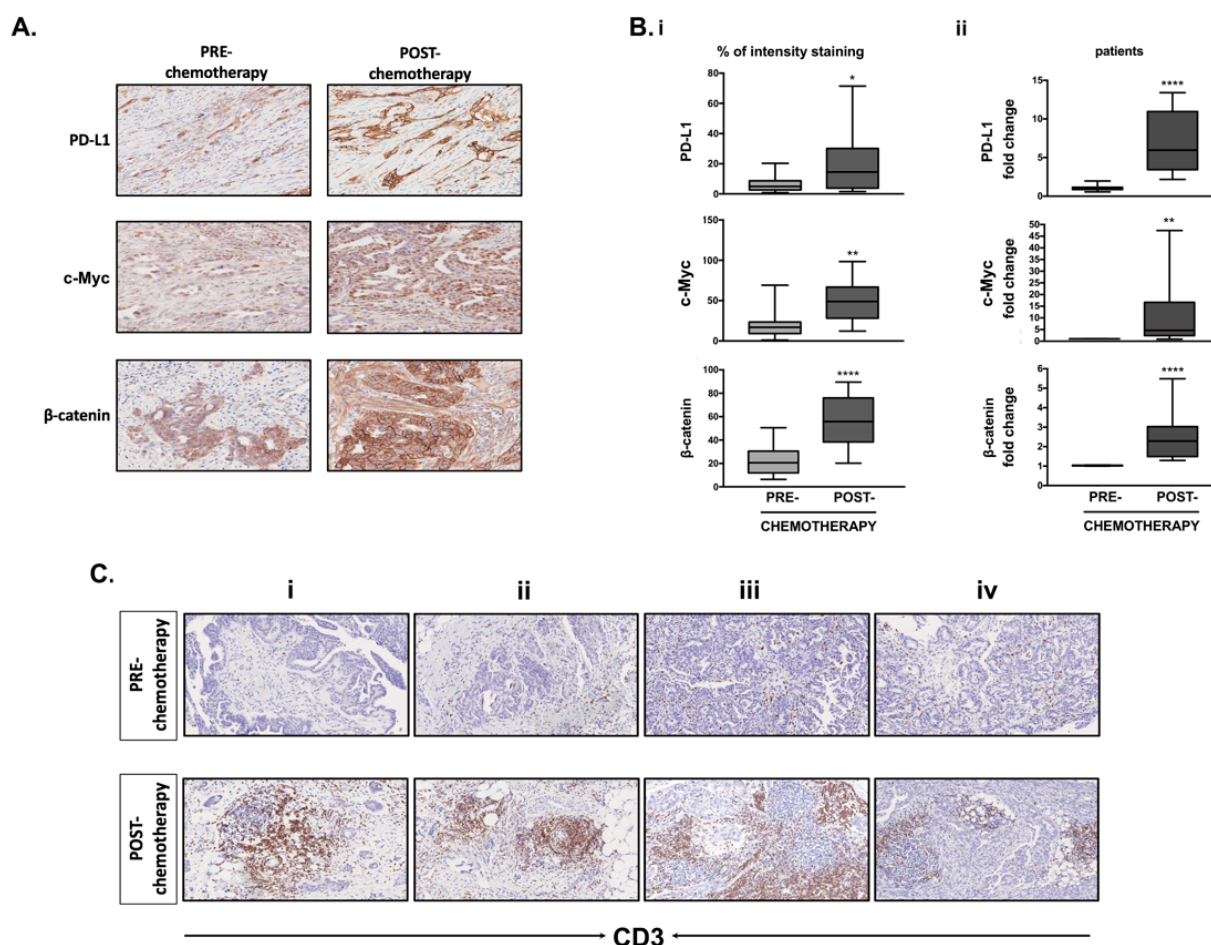 A.
PRE-
chemotherapy
POST-
chemotherapy
PD-L1
c-Myc
β-catenin
B. i
ii
% of intensity staining
patients
PD-L1
80
60
40
20
0
*
PD-L1
fold change
15
10
5
0
****
c-Myc
150
100
50
0
**
c-Myc
fold change
50
45
40
35
30
25
20
15
10
5
0
**
β-catenin
100
80
60
40
20
0
****
β-catenin
fold change
6
5
4
3
2
1
0
****
PRE-
POST-
CHEMOTHERAPY
PRE-
POST-
CHEMOTHERAPY
C.
i
ii
iii
iv
PRE-
chemotherapy
POST-
chemotherapy
CD3